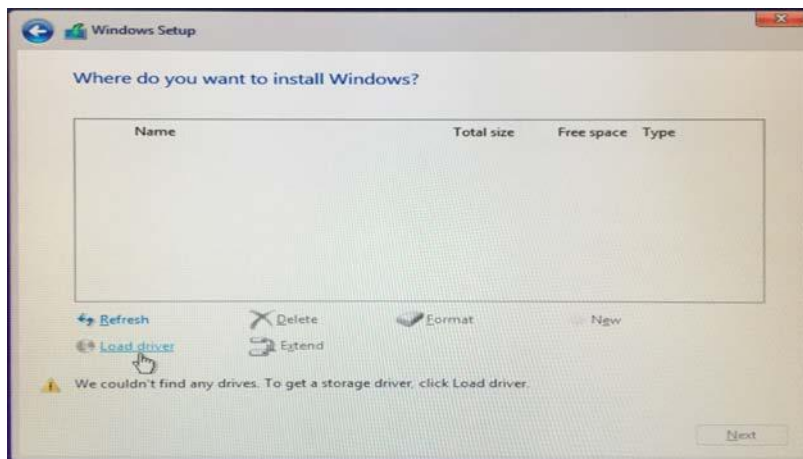 Windows Setup
Where do you want to install Windows?
Name Total size Free space Type
Refresh Delete Format New
Load driver Extend
We couldn't find any drives. To get a storage driver, click Load driver.
Next